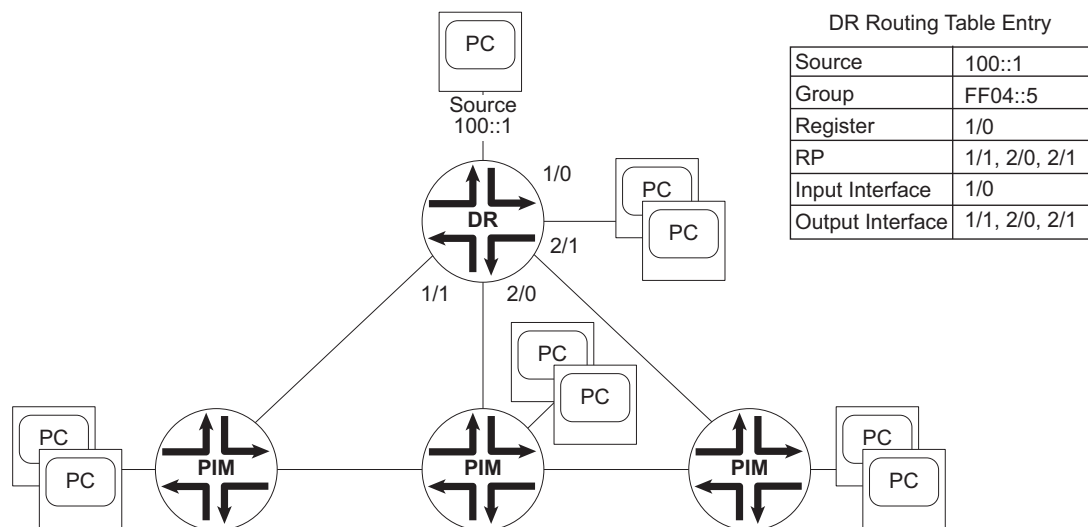 PC
Source
100::1
DR Routing Table Entry
Source 100::1
Group FF04::5
Register 1/0
RP 1/1, 2/0, 2/1
Input Interface 1/0
Output Interface 1/1, 2/0, 2/1
1/0
PC
PC
DR
2/1
1/1 2/0
PC
PC
PC
PC
PIM
PIM
PIM
PC
PC